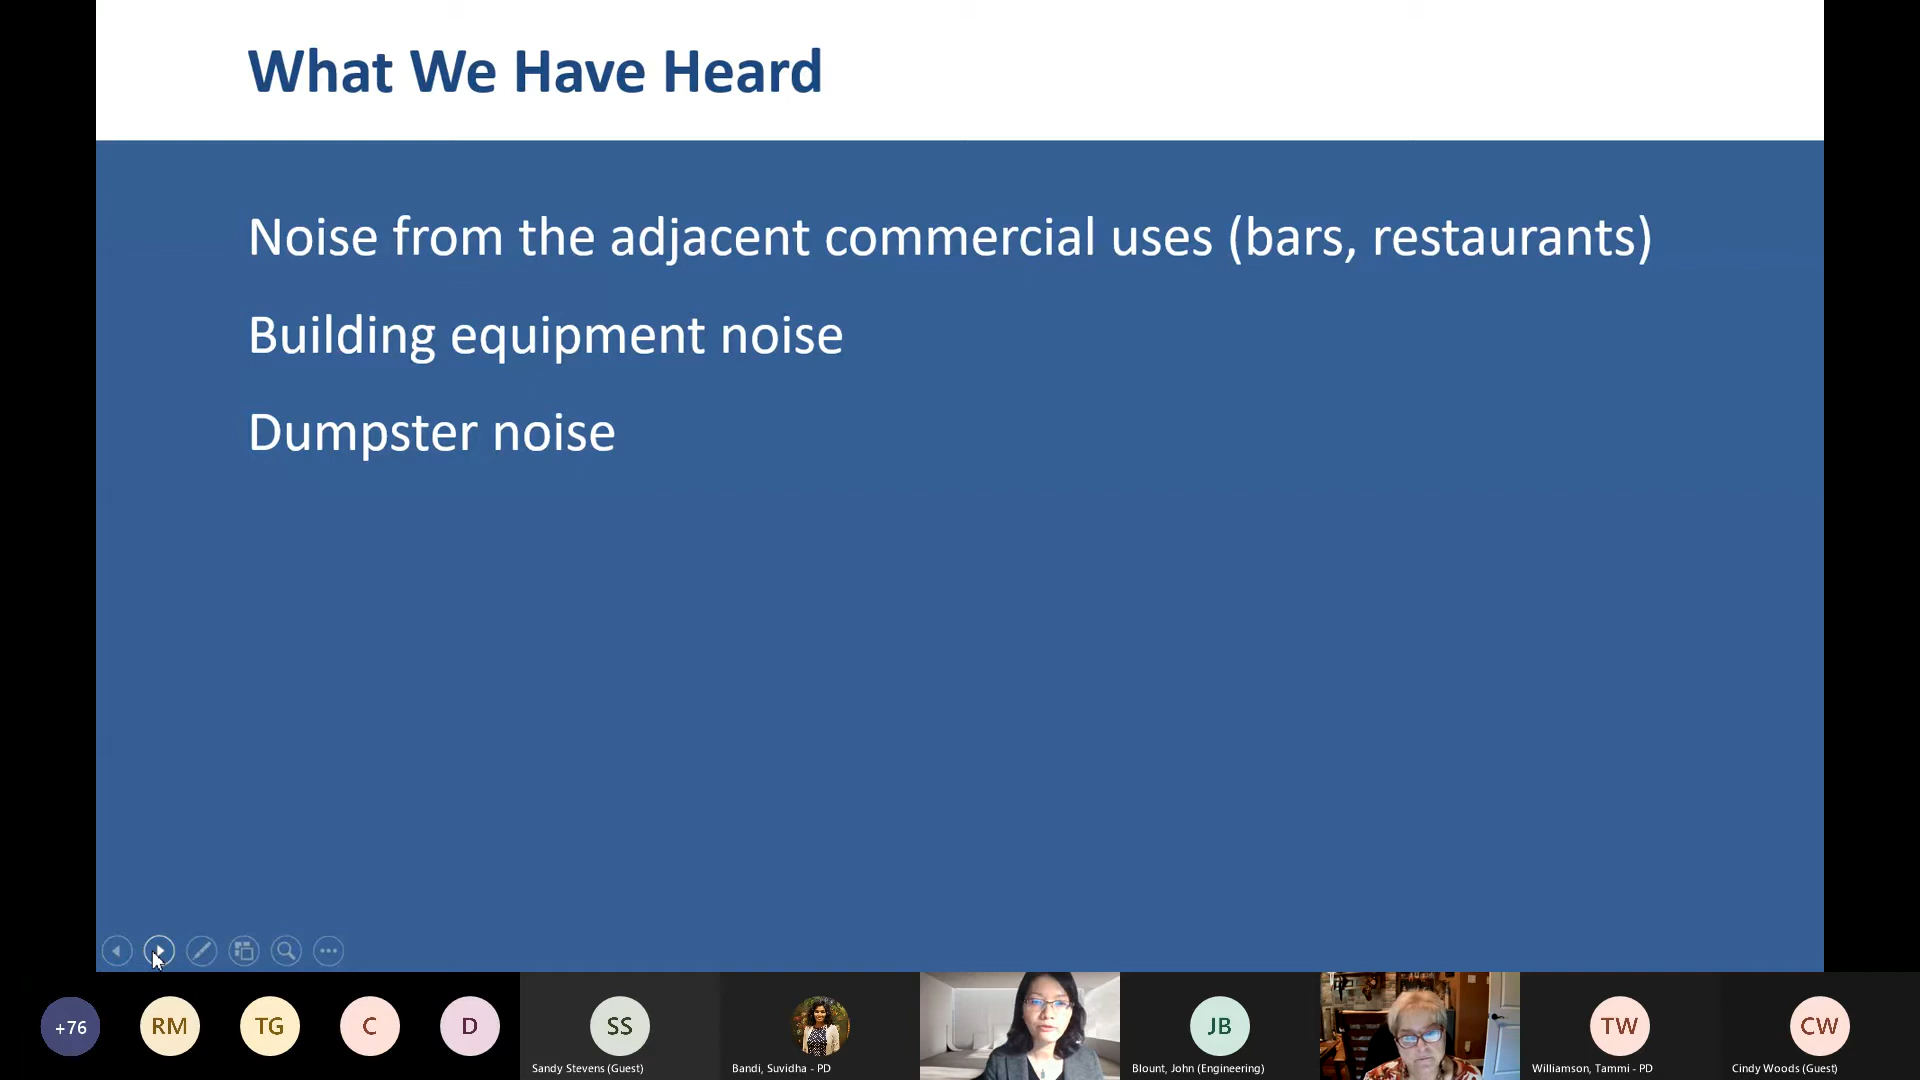 What We Have Heard
Noise from the adjacent commercial uses (bars, restaurants)
Building equipment noise
Dumpster noise
+76
RM
TG
C
D
SS
JB
TW
CW
Sandy Stevens (Guest)
Bandi, Suvidha - PD
Blount, John (Engineering)
Williamson, Tammi - PD
Cindy Woods (Guest)